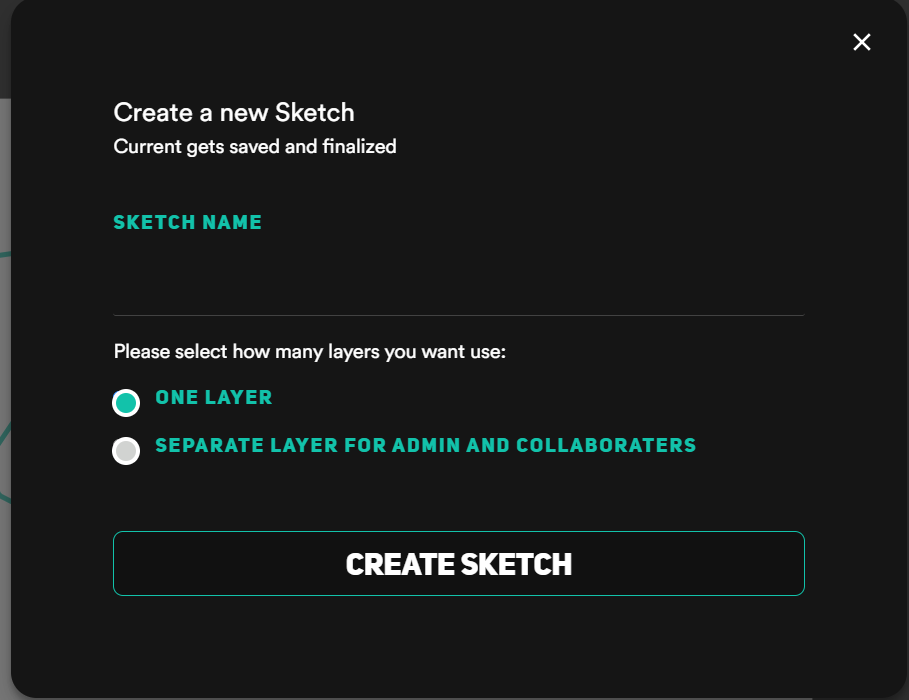 Create a new Sketch
Current gets saved and finalized
SKETCH NAME
Please select how many layers you want use:
ONE LAYER
SEPARATE LAYER FOR ADMIN AND COLLABORATERS
CREATE SKETCH